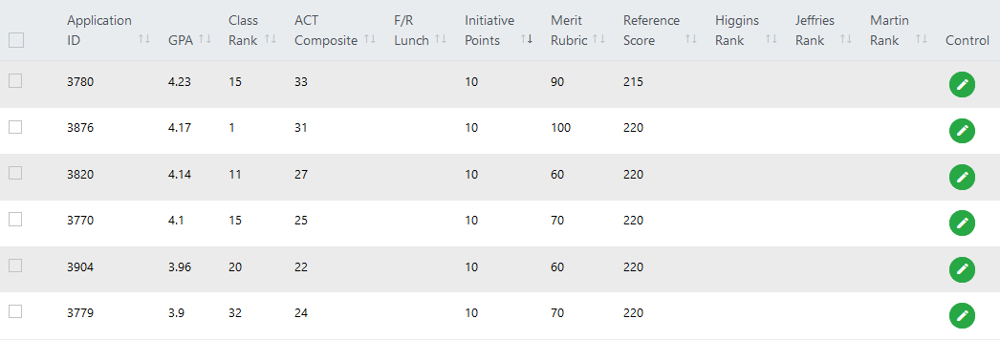 Application ID GPA Class Rank ACT Composite F/R Lunch Initiative Points Merit Rubric Reference Score Higgins Rank Jeffries Rank Martin Rank Control
3780 4.23 15 33 10 90 215
3876 4.17 1 31 10 100 220
3820 4.14 11 27 10 60 220
3770 4.1 15 25 10 70 220
3904 3.96 20 22 10 60 220
3779 3.9 32 24 10 70 220